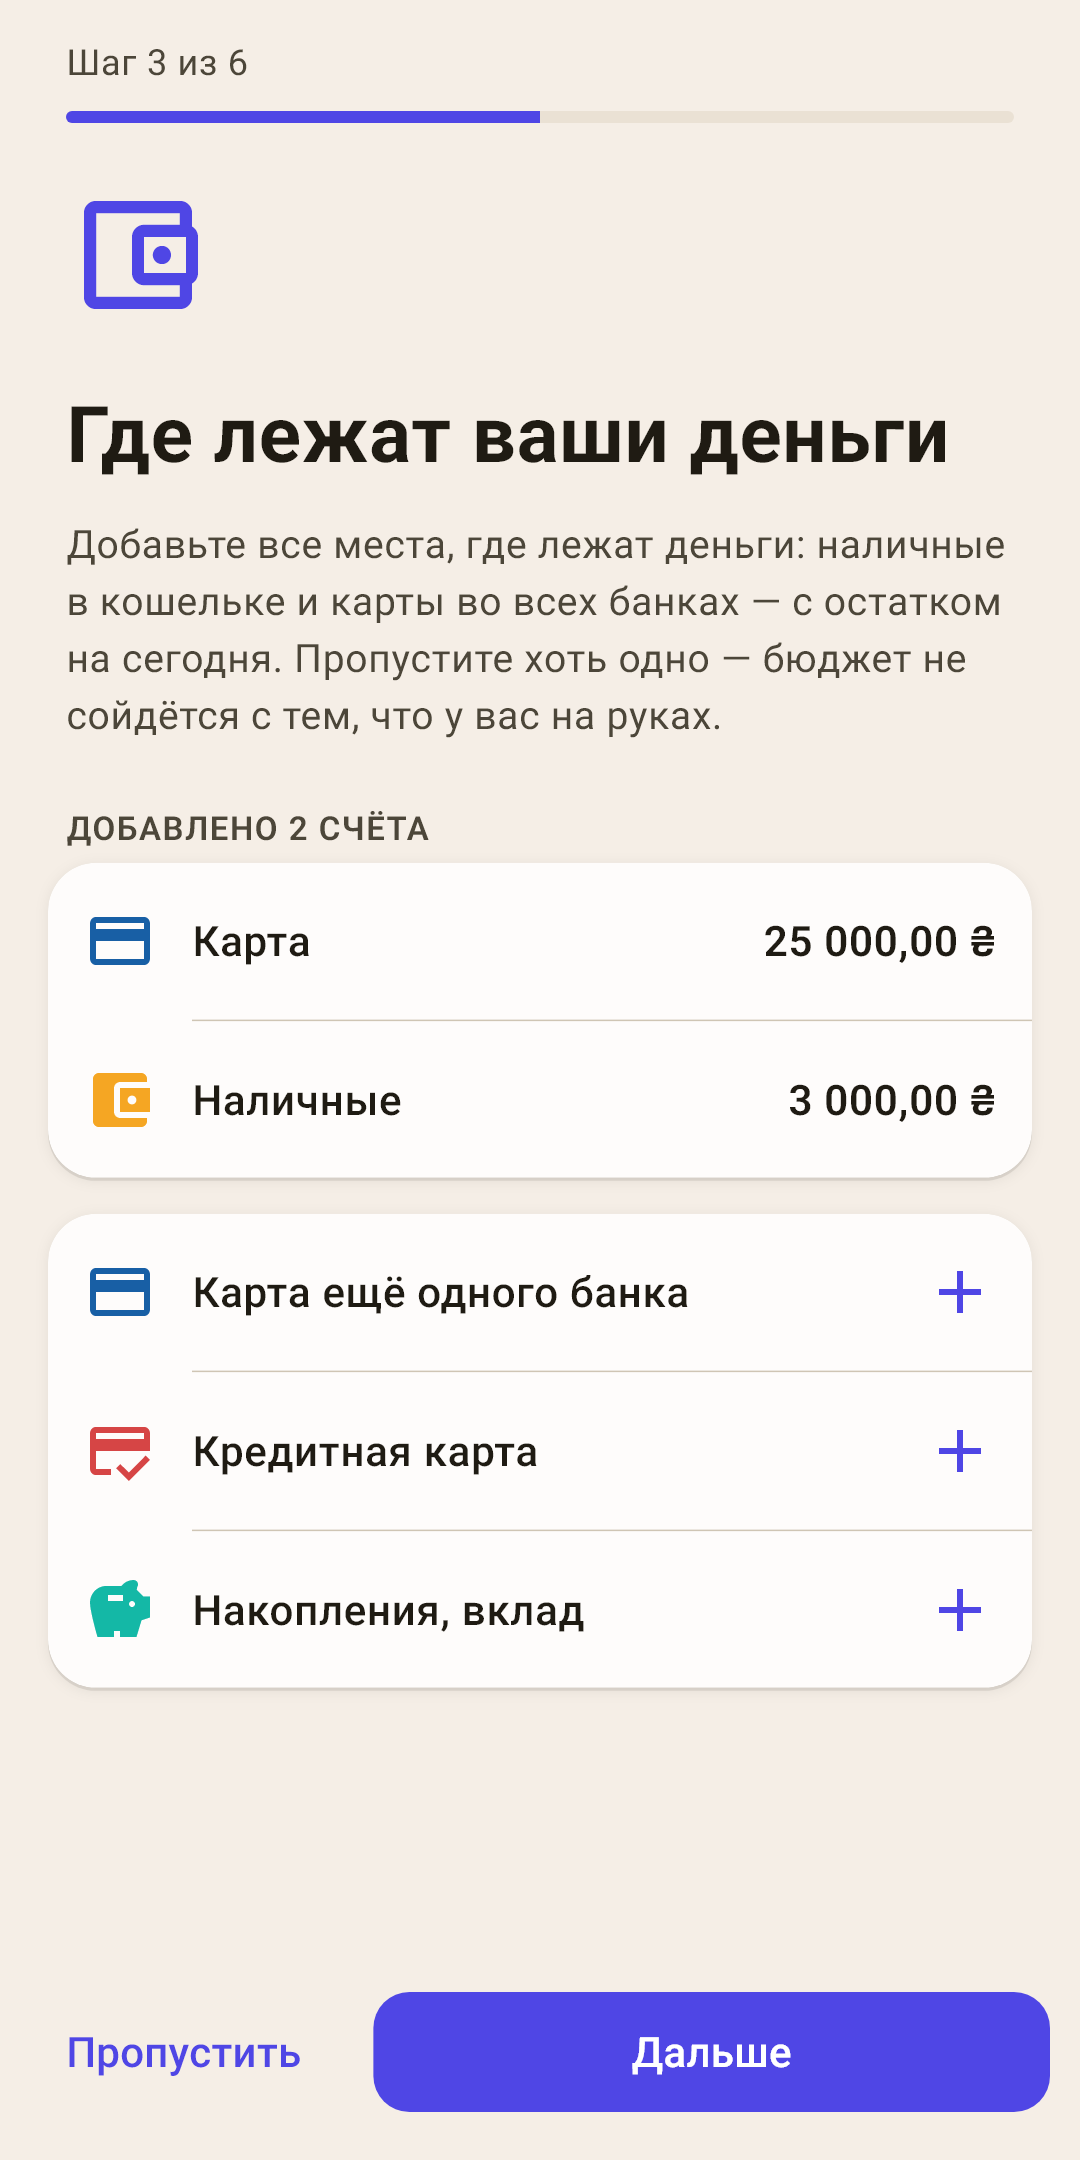 Шаг 3 из 6
Где лежат ваши деньги
Добавьте все места, где лежат деньги: наличные
в кошельке и карты во всех банках — с остатком
на сегодня. Пропустите хоть одно — бюджет не
сойдётся с тем, что у вас на руках.
ДОБАВЛЕНО 2 СЧЁТА
Карта 25 000,00 ₴
Наличные 3 000,00 ₴
Карта ещё одного банка
Кредитная карта
Накопления, вклад
Пропустить Дальше